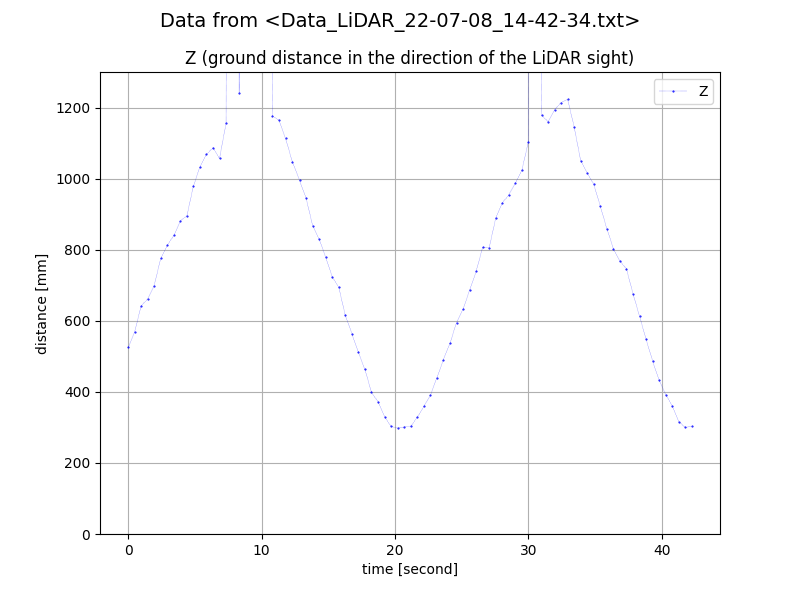 Data from <Data_LiDAR_22-07-08_14-42-34.txt>
Z (ground distance in the direction of the LiDAR sight)
Z
1200
1000
800
600
400
200
0
distance [mm]
0 10 20 30 40
time [second]